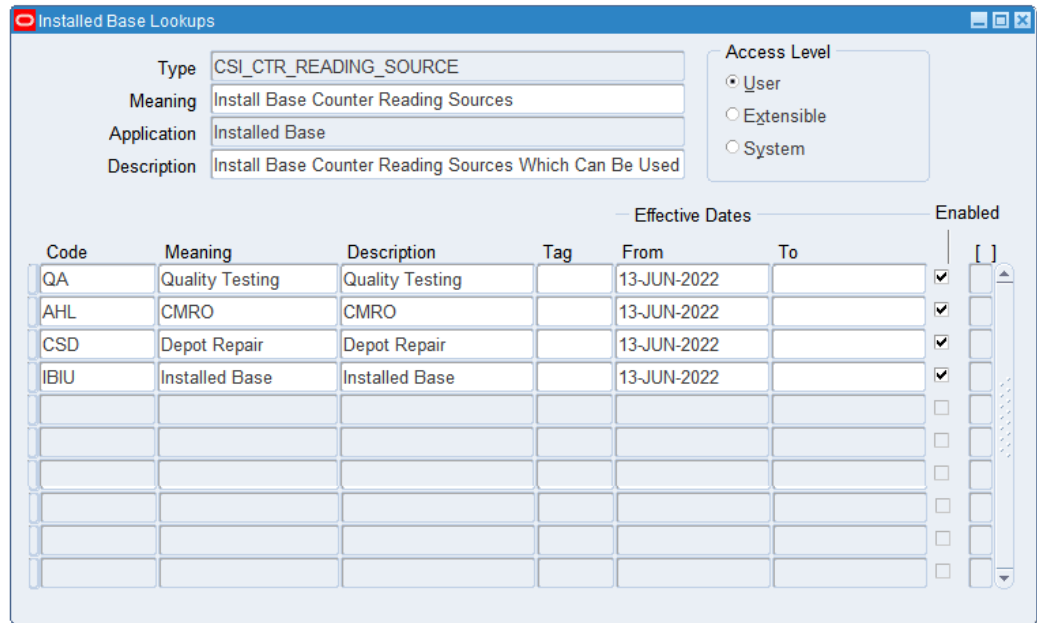 Installed Base Lookups
Type CSI_CTR_READING_SOURCE
Meaning Install Base Counter Reading Sources
Application Installed Base
Description Install Base Counter Reading Sources Which Can Be Used
Access Level
User
Extensible
System
Effective Dates Enabled
Code Meaning Description Tag From To [ ]
QA Quality Testing Quality Testing 13-JUN-2022
AHL CMRO CMRO 13-JUN-2022
CSD Depot Repair Depot Repair 13-JUN-2022
IBIU Installed Base Installed Base 13-JUN-2022